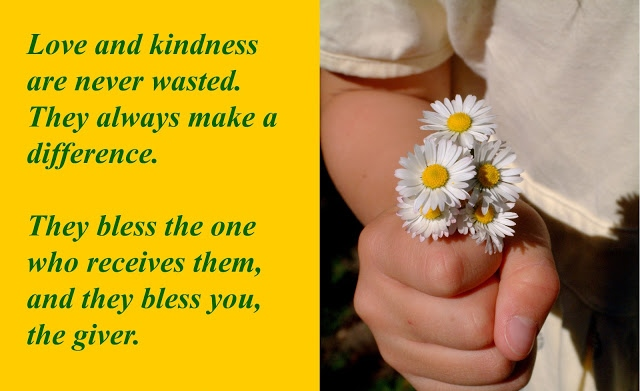 Love and kindness
are never wasted.
They always make a
difference.
They bless the one
who receives them,
and they bless you,
the giver.